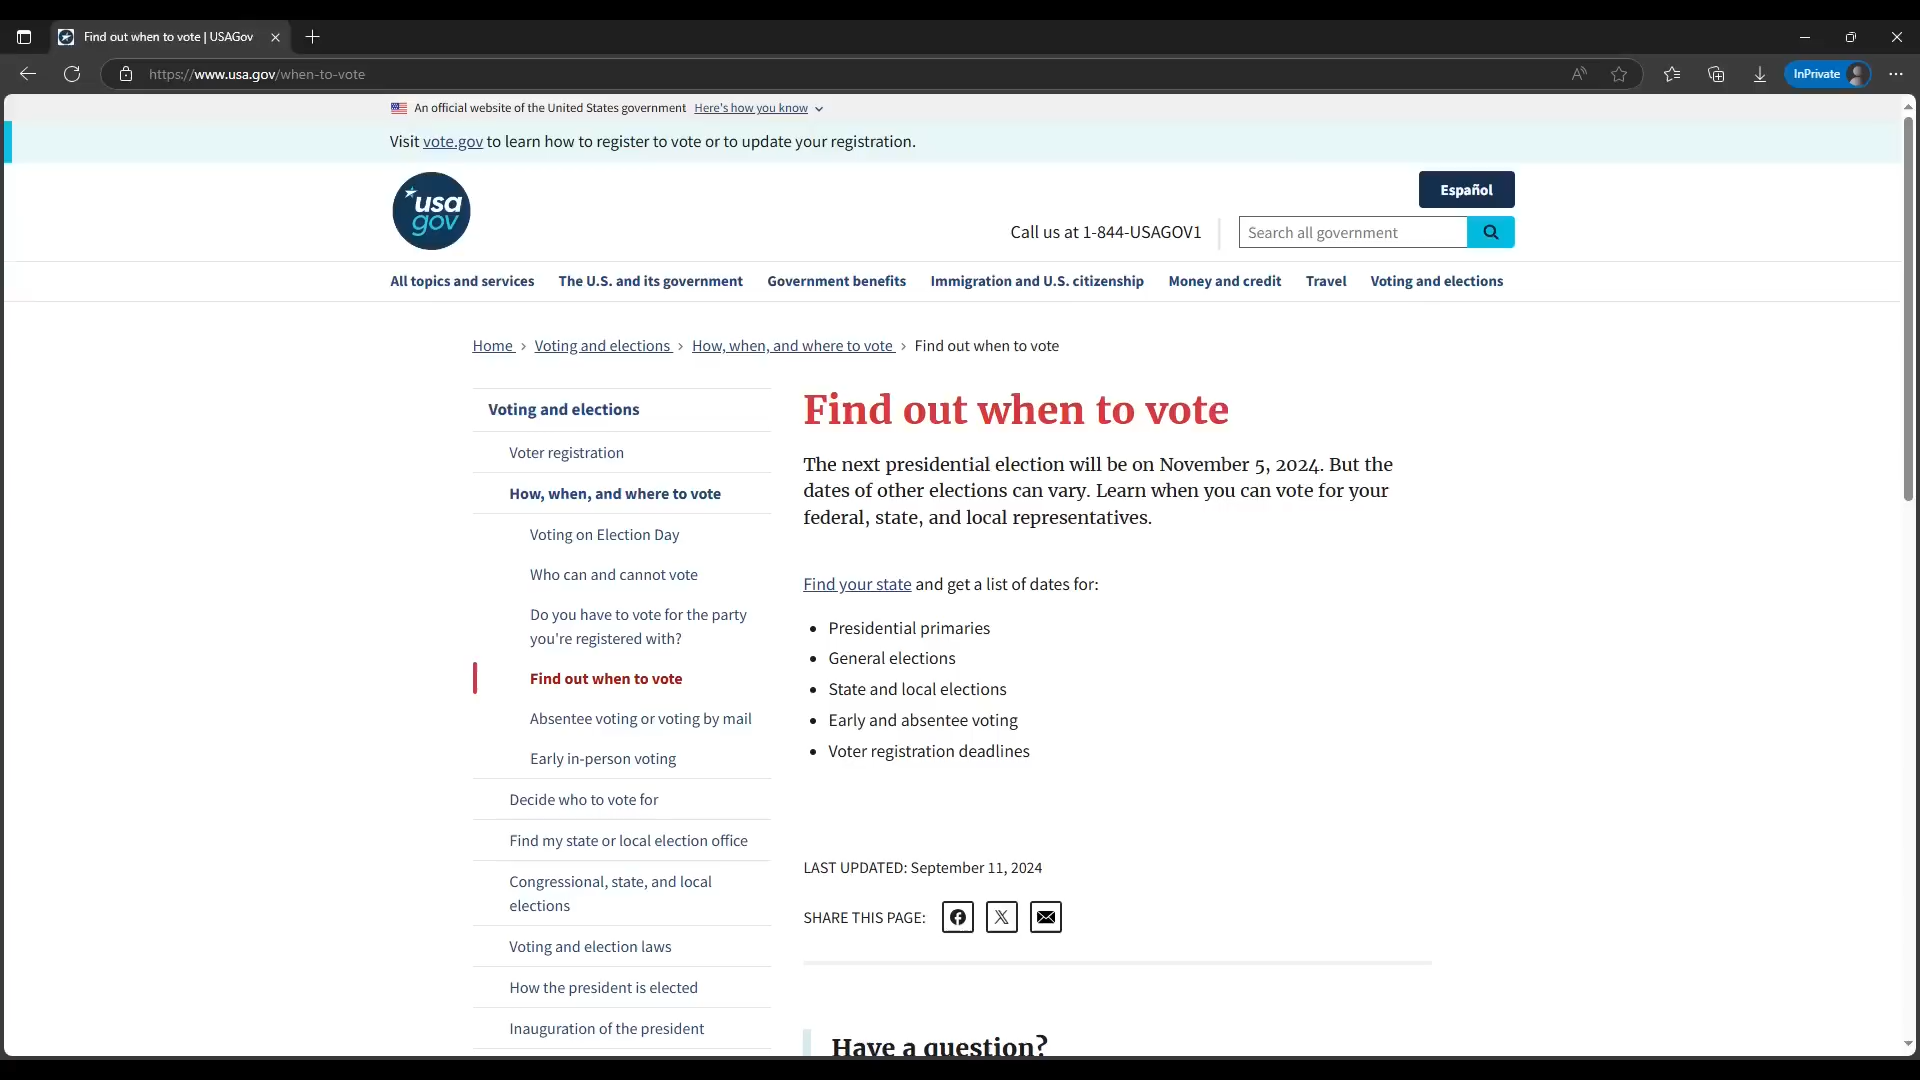 Find out when to vote | USAGov
https://www.usa.gov/when-to-vote
InPrivate
An official website of the United States government Here's how you know
Visit vote.gov to learn how to register to vote or to update your registration.
usa
gov
Español
Call us at 1-844-USAGOV1
Search all government
All topics and services The U.S. and its government Government benefits Immigration and U.S. citizenship Money and credit Travel Voting and elections
Home › Voting and elections › How, when, and where to vote › Find out when to vote
Voting and elections
Voter registration
How, when, and where to vote
Voting on Election Day
Who can and cannot vote
Do you have to vote for the party
you're registered with?
Find out when to vote
Absentee voting or voting by mail
Early in-person voting
Decide who to vote for
Find my state or local election office
Congressional, state, and local
elections
Voting and election laws
How the president is elected
Inauguration of the president
Find out when to vote
The next presidential election will be on November 5, 2024. But the
dates of other elections can vary. Learn when you can vote for your
federal, state, and local representatives.
Find your state and get a list of dates for:
• Presidential primaries
• General elections
• State and local elections
• Early and absentee voting
• Voter registration deadlines
LAST UPDATED: September 11, 2024
SHARE THIS PAGE:
Have a question?